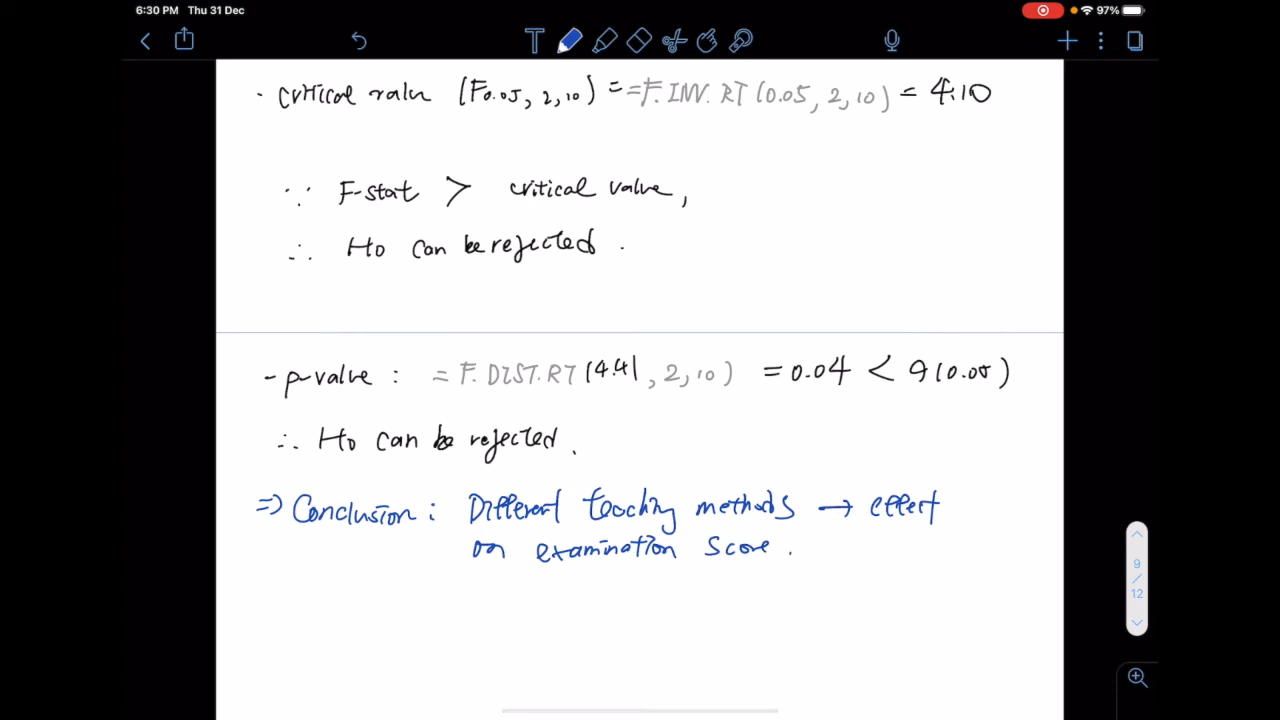 6:30 PM Thu 31 Dec
97%
· critical value (F0.05, 2, 10) = =F.INV.RT(0.05, 2, 10) = 4.10
∵ F-stat > critical value,
∴ Ho can be rejected.
- p-value : = F.DIST.RT(4.41, 2, 10) = 0.04 < α(0.05)
∴ Ho can be rejected.
⇒ Conclusion : Different teaching methods → effect
on examination score.
9
/
12